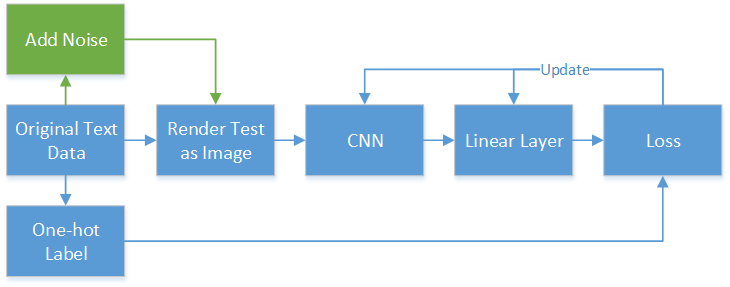 Add Noise
Update
Original Text
Data
Render Test
as Image
CNN
Linear Layer
Loss
One-hot
Label